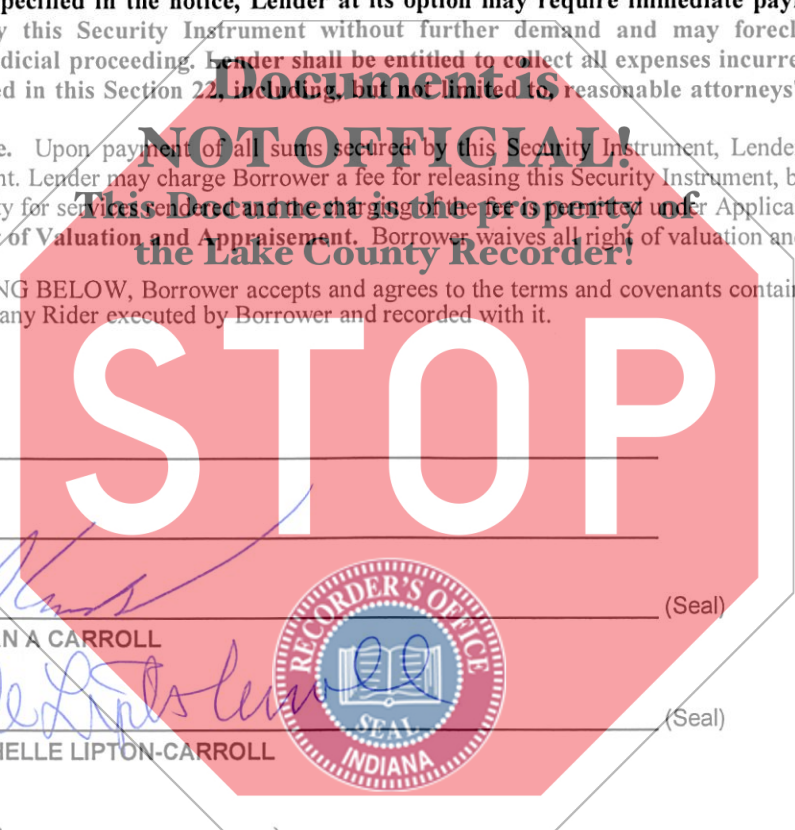 specified in the notice, Lender at its option may require immediate pay
this Security Instrument without further demand and may forecl
dicial proceeding. Lender shall be entitled to collect all expenses incurre
ed in this Section 22, including, but not limited to, reasonable attorneys'
Document is
NOT OFFICIAL!
This Document is the property of
the Lake County Recorder!
e. Upon payment of all sums secured by this Security Instrument, Lende
nt. Lender may charge Borrower a fee for releasing this Security Instrument, b
ty for services rendered and the charging of the fee is permitted under Applica
of Valuation and Appraisement. Borrower waives all right of valuation an
NG BELOW, Borrower accepts and agrees to the terms and covenants contai
any Rider executed by Borrower and recorded with it.
STOP
(Seal)
N A CARROLL
(Seal)
HELLE LIPTON-CARROLL
RECORDER'S OFFICE
SEAL
INDIANA